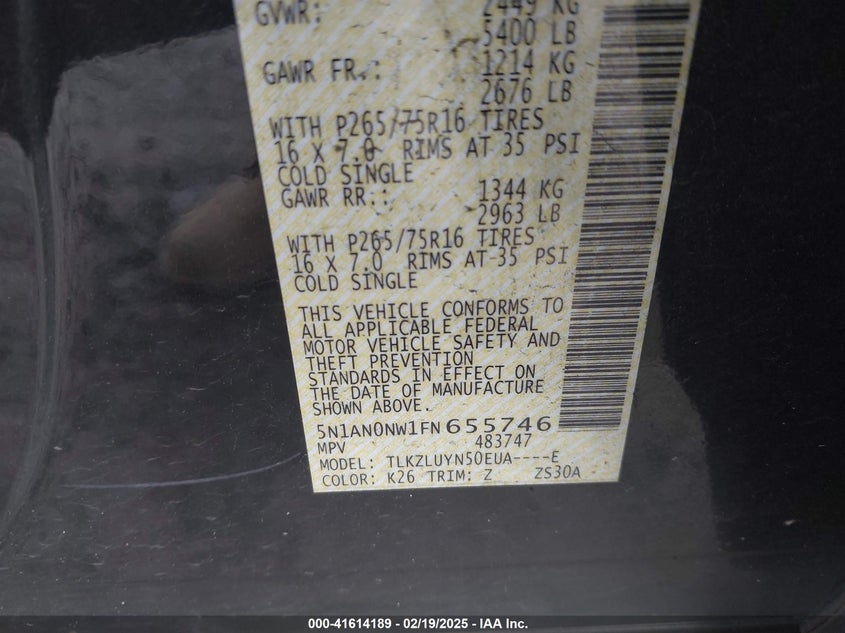 GVWR: 2449 KG
5400 LB
GAWR FR.: 1214 KG
2676 LB
WITH P265/75R16 TIRES
16 X 7.0 RIMS AT 35 PSI
COLD SINGLE
GAWR RR.: 1344 KG
2963 LB
WITH P265/75R16 TIRES
16 X 7.0 RIMS AT 35 PSI
COLD SINGLE
THIS VEHICLE CONFORMS TO
ALL APPLICABLE FEDERAL
MOTOR VEHICLE SAFETY AND
THEFT PREVENTION
STANDARDS IN EFFECT ON
THE DATE OF MANUFACTURE
SHOWN ABOVE.
5N1AN0NW1FN655746
MPV 483747
MODEL: TLKZLUYN50EUA----E
COLOR: K26 TRIM: Z ZS30A
000-41614189 - 02/19/2025 - IAA Inc.